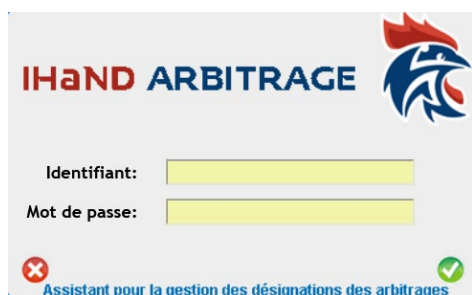 IHaND ARBITRAGE
Identifiant:
Mot de passe:
Assistant pour la gestion des désignations des arbitrages